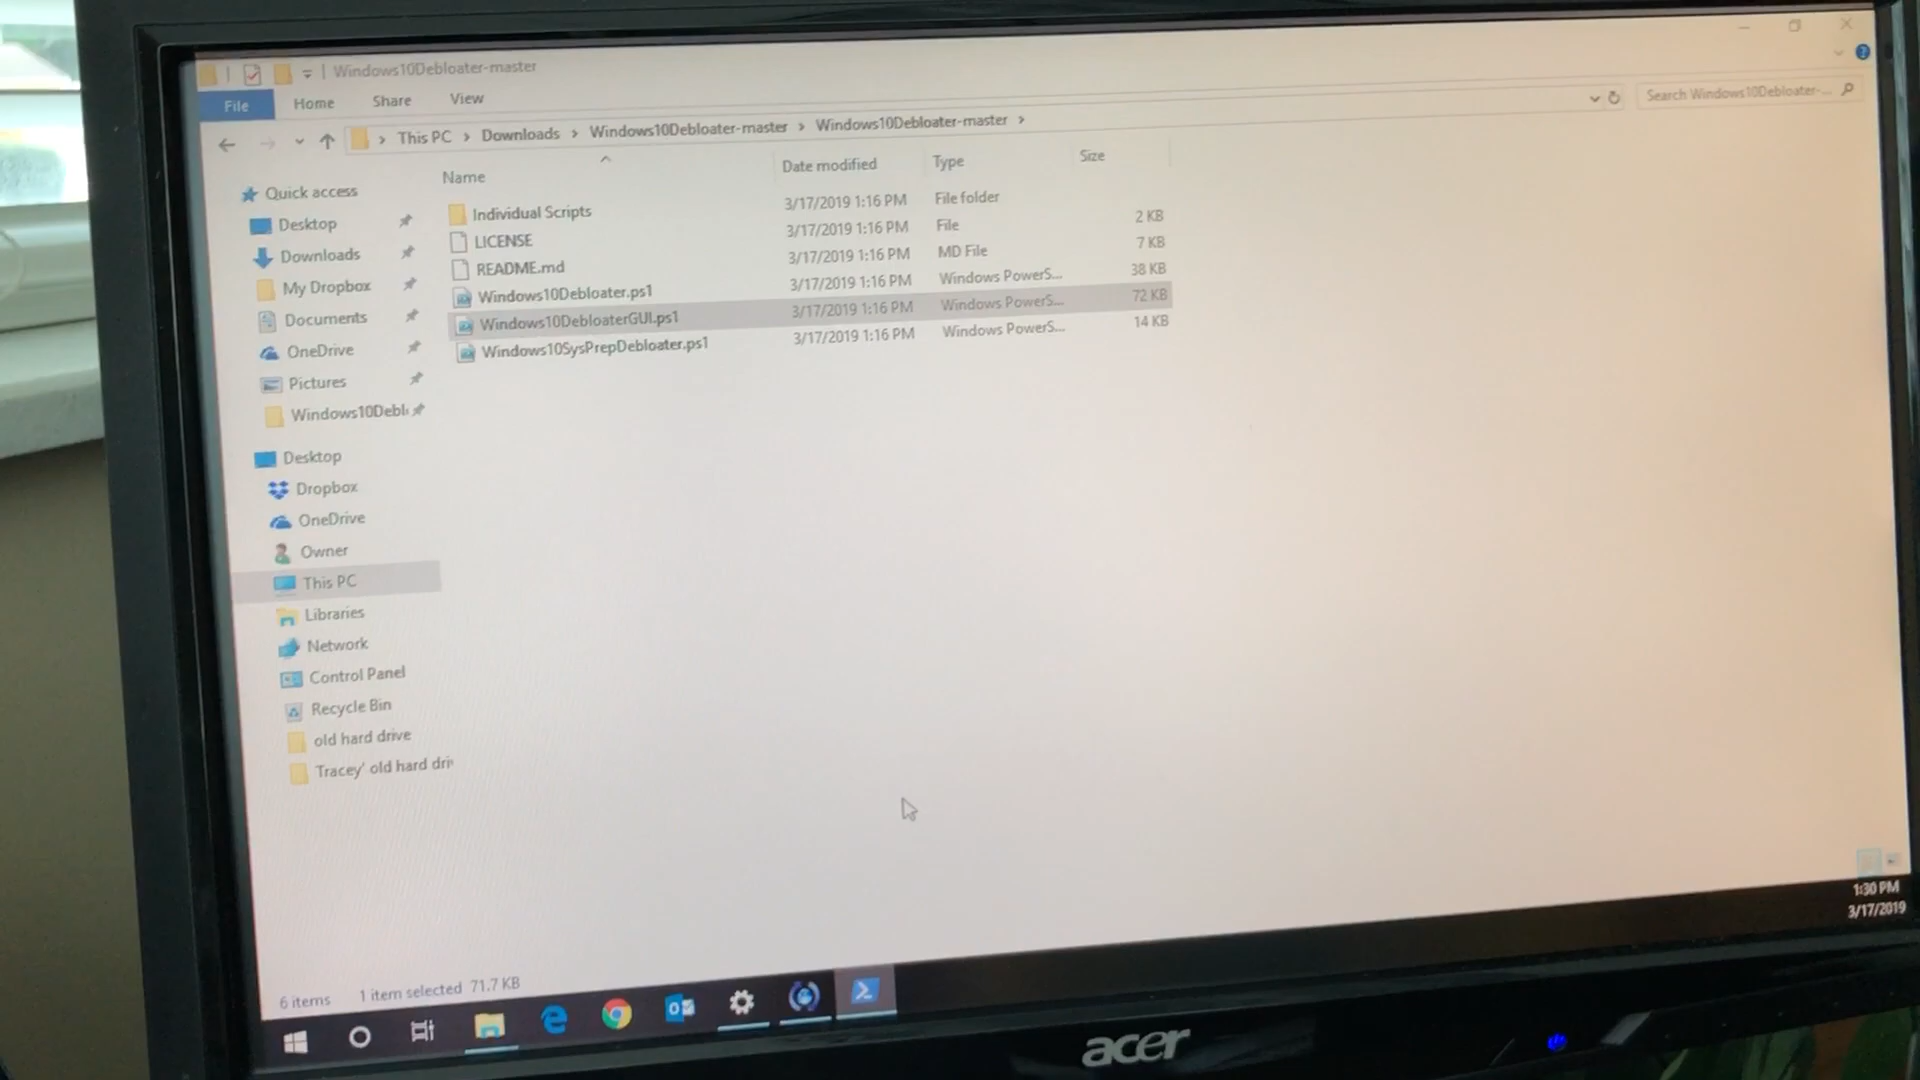 Windows10Debloater-master
File Home Share View
This PC > Downloads > Windows10Debloater-master > Windows10Debloater-master >
Search Windows10Debloater-...
Name Date modified Type Size
Individual Scripts 3/17/2019 1:16 PM File folder
LICENSE 3/17/2019 1:16 PM File 2 KB
README.md 3/17/2019 1:16 PM MD File 7 KB
Windows10Debloater.ps1 3/17/2019 1:16 PM Windows PowerS... 38 KB
Windows10DebloaterGUI.ps1 3/17/2019 1:16 PM Windows PowerS... 72 KB
Windows10SysPrepDebloater.ps1 3/17/2019 1:16 PM Windows PowerS... 14 KB
Quick access
Desktop
Downloads
My Dropbox
Documents
OneDrive
Pictures
Windows10Debl
Desktop
Dropbox
OneDrive
Owner
This PC
Libraries
Network
Control Panel
Recycle Bin
old hard drive
Tracey' old hard dri
6 items 1 item selected 71.7 KB
1:30 PM
3/17/2019
acer